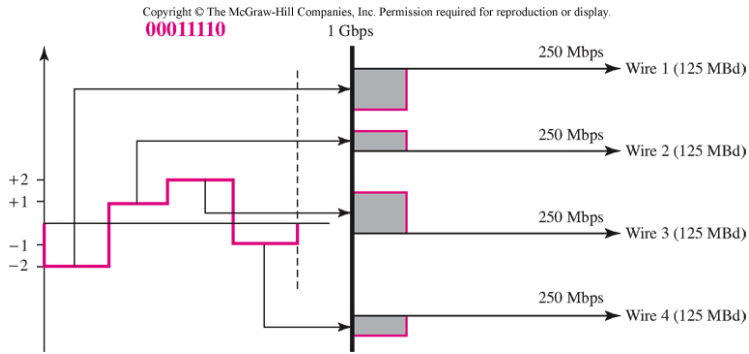 Copyright © The McGraw-Hill Companies, Inc. Permission required for reproduction or display.
00011110
1 Gbps
250 Mbps
Wire 1 (125 MBd)
250 Mbps
Wire 2 (125 MBd)
+2
+1
−1
−2
250 Mbps
Wire 3 (125 MBd)
250 Mbps
Wire 4 (125 MBd)